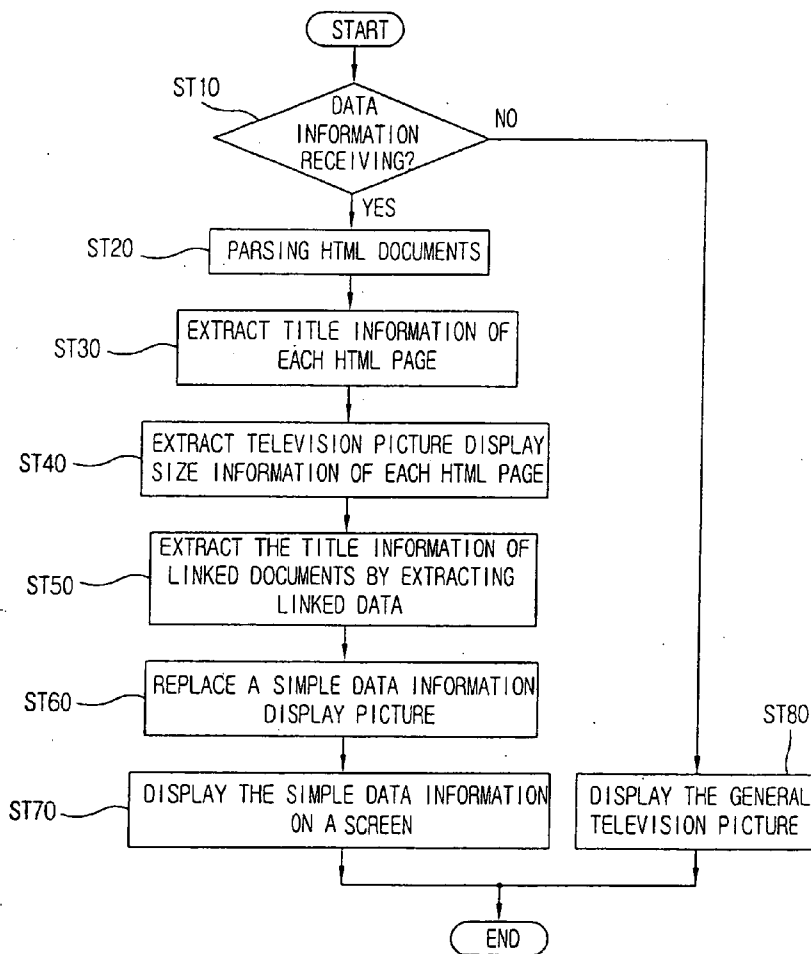 START
ST10
DATA
INFORMATION
RECEIVING?
NO
YES
ST20
PARSING HTML DOCUMENTS
ST30
EXTRACT TITLE INFORMATION OF
EACH HTML PAGE
ST40
EXTRACT TELEVISION PICTURE DISPLAY
SIZE INFORMATION OF EACH HTML PAGE
ST50
EXTRACT THE TITLE INFORMATION OF
LINKED DOCUMENTS BY EXTRACTING
LINKED DATA
ST60
REPLACE A SIMPLE DATA INFORMATION
DISPLAY PICTURE
ST70
DISPLAY THE SIMPLE DATA INFORMATION
ON A SCREEN
ST80
DISPLAY THE GENERAL
TELEVISION PICTURE
END